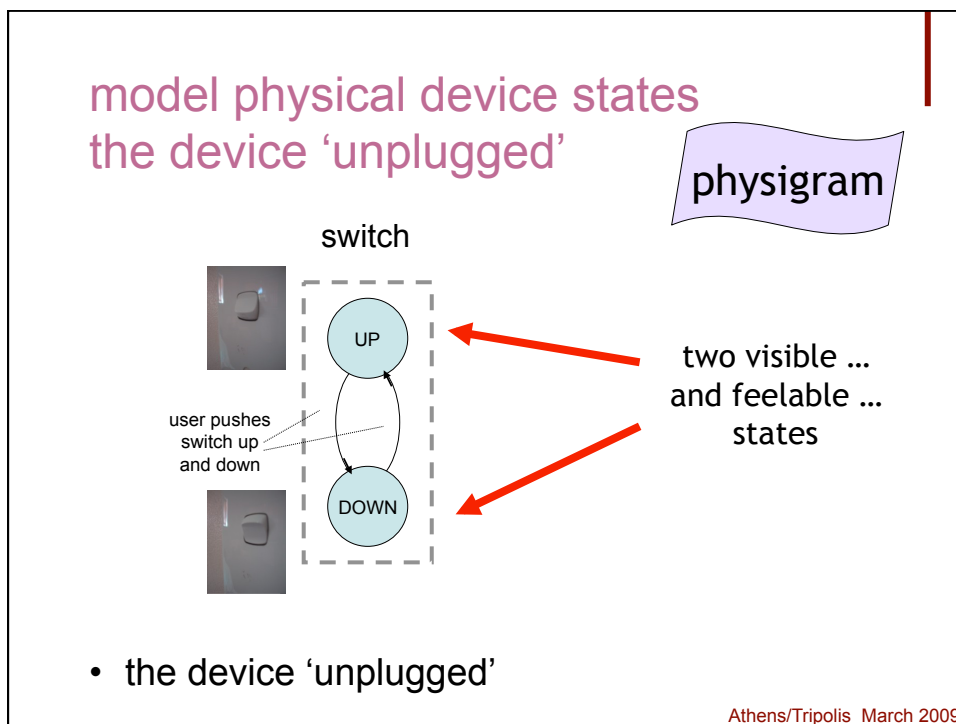 model physical device states
the device ‘unplugged’
physigram
switch
UP
two visible …
and feelable …
states
user pushes
switch up
and down
DOWN
• the device ‘unplugged’
Athens/Tripolis March 2009